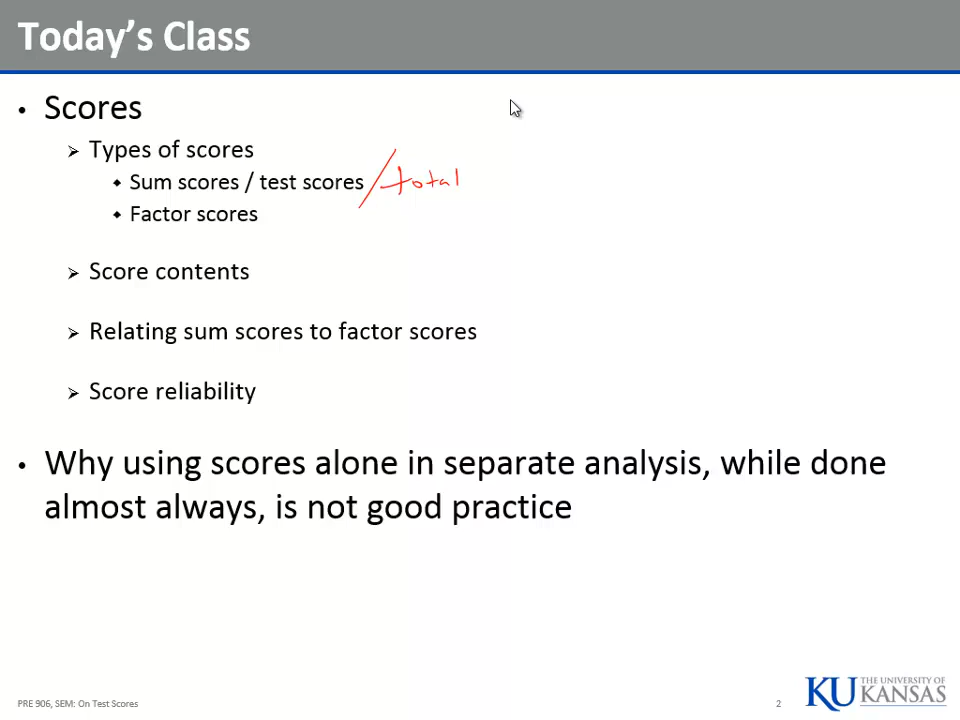 Today's Class
• Scores
➢ Types of scores
◆ Sum scores / test scores / total
◆ Factor scores
➢ Score contents
➢ Relating sum scores to factor scores
➢ Score reliability
• Why using scores alone in separate analysis, while done
almost always, is not good practice
PRE 906, SEM: On Test Scores
2
KU THE UNIVERSITY OF
KANSAS